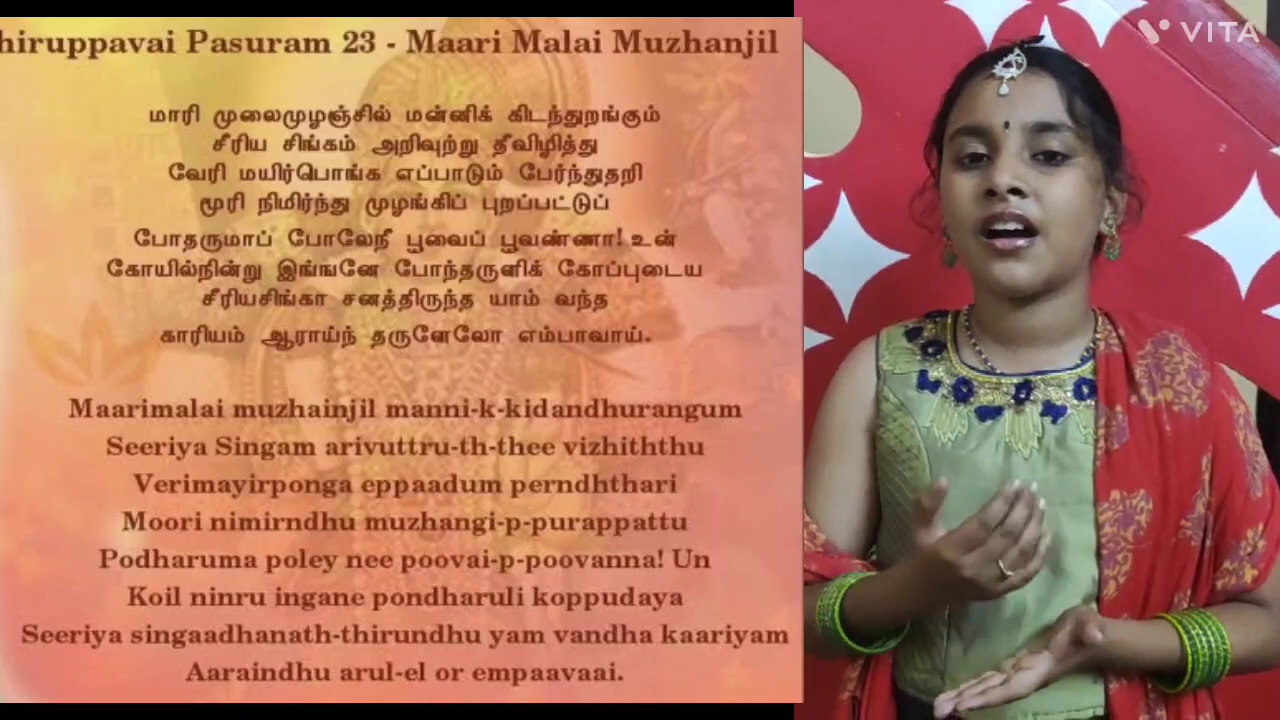 hiruppavai Pasuram 23 - Maari Malai Muzhanjil
VITA
மாரி முலைமுழஞ்சில் மன்னிக் கிடந்துறங்கும்
சீரிய சிங்கம் அறிவுற்று தீவிழித்து
வேரி மயிர்பொங்க எப்பாடும் பேர்ந்துதறி
மூரி நிமிர்ந்து முழங்கிப் புறப்பட்டுப்
போதருமாப் போலேநீ பூவைப் பூவண்ணா! உன்
கோயில்நின்று இங்ஙனே போந்தருளிக் கோப்புடைய
சீரியசிங்கா சனத்திருந்த யாம் வந்த
காரியம் ஆராய்ந் தருளேலோ எம்பாவாய்.
Maarimalai muzhainjil manni-k-kidandhurangum
Seeriya Singam arivuttru-th-thee vizhiththu
Verimayirponga eppaadum perndhthari
Moori nimirndhu muzhangi-p-purappattu
Podharuma poley nee poovai-p-poovanna! Un
Koil ninru ingane pondharuli koppudaya
Seeriya singaadhanath-thirundhu yam vandha kaariyam
Aaraindhu arul-el or empaavaai.